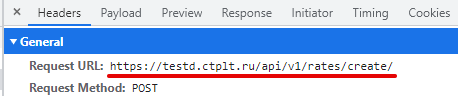 Headers Payload Preview Response Initiator Timing Cookies
▼ General
Request URL: https://testd.ctplt.ru/api/v1/rates/create/
Request Method: POST